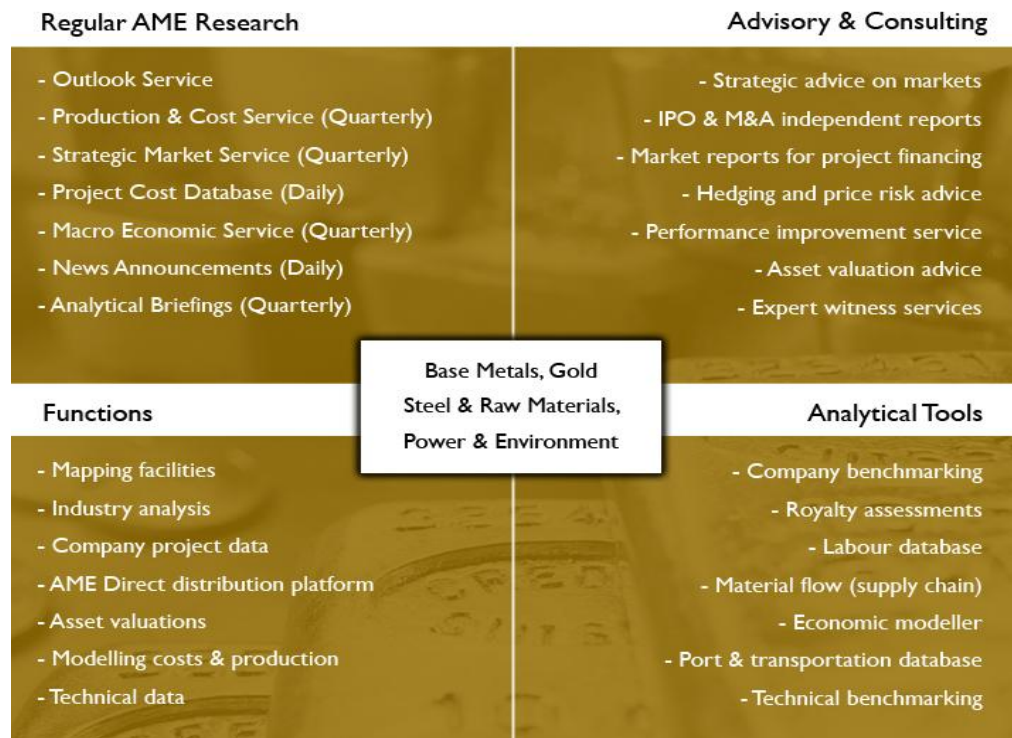 Regular AME Research
- Outlook Service
- Production & Cost Service (Quarterly)
- Strategic Market Service (Quarterly)
- Project Cost Database (Daily)
- Macro Economic Service (Quarterly)
- News Announcements (Daily)
- Analytical Briefings (Quarterly)
Advisory & Consulting
- Strategic advice on markets
- IPO & M&A independent reports
- Market reports for project financing
- Hedging and price risk advice
- Performance improvement service
- Asset valuation advice
- Expert witness services
Base Metals, Gold
Steel & Raw Materials,
Power & Environment
Functions
- Mapping facilities
- Industry analysis
- Company project data
- AME Direct distribution platform
- Asset valuations
- Modelling costs & production
- Technical data
Analytical Tools
- Company benchmarking
- Royalty assessments
- Labour database
- Material flow (supply chain)
- Economic modeller
- Port & transportation database
- Technical benchmarking